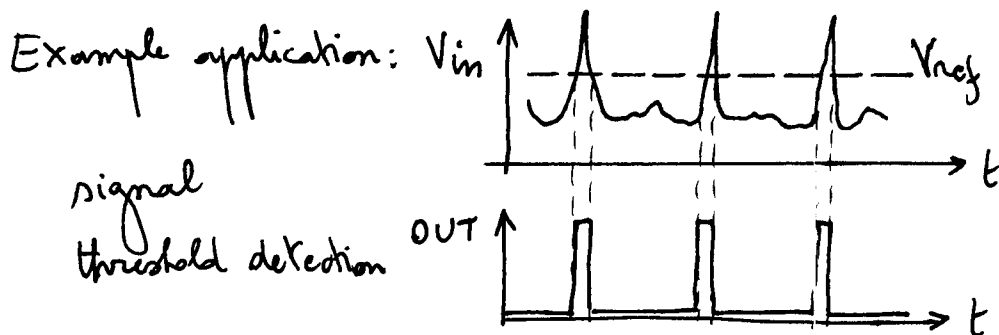 Example application: Vin
Vref
t
signal
threshold detection
OUT
t